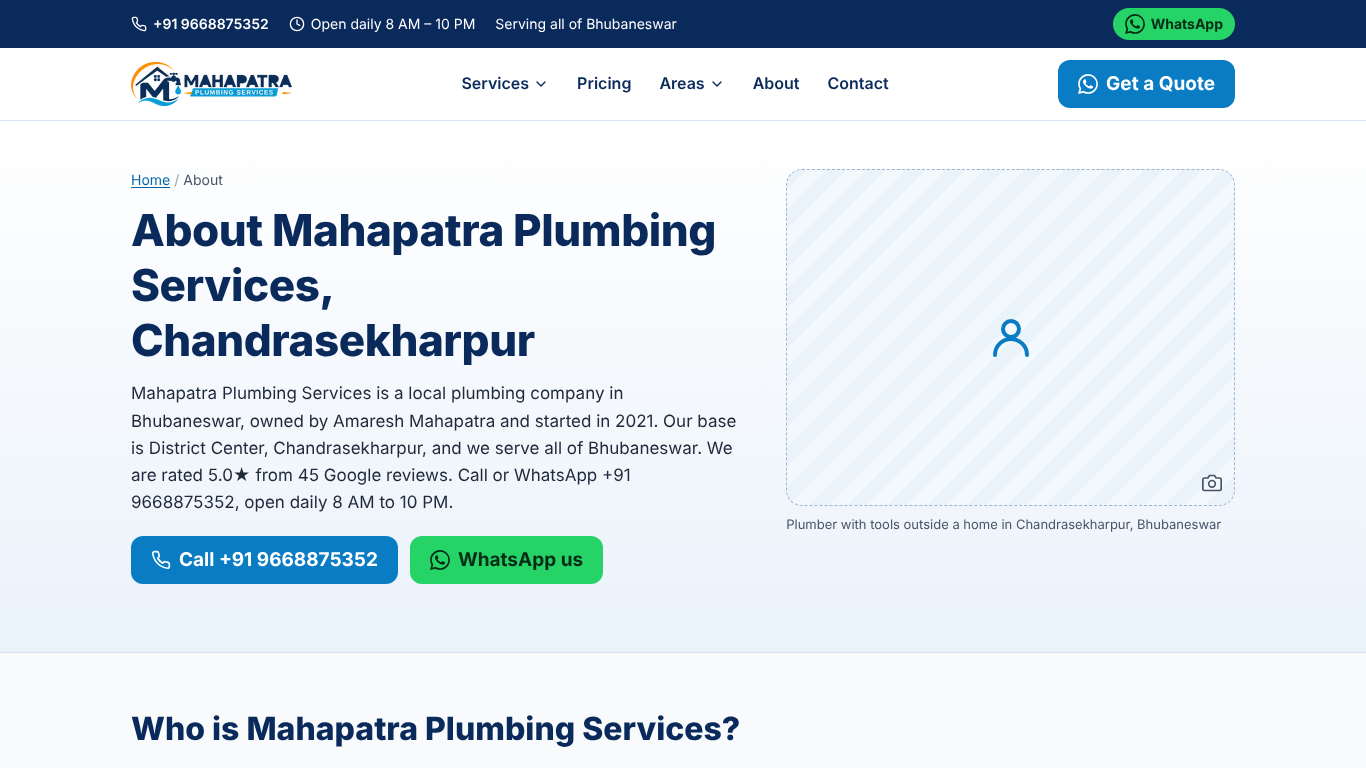 +91 9668875352
Open daily 8 AM – 10 PM
Serving all of Bhubaneswar
WhatsApp
MAHAPATRA
PLUMBING SERVICES
Services
Pricing
Areas
About
Contact
Get a Quote
Home / About
About Mahapatra Plumbing
Services,
Chandrasekharpur
Mahapatra Plumbing Services is a local plumbing company in
Bhubaneswar, owned by Amaresh Mahapatra and started in 2021. Our base
is District Center, Chandrasekharpur, and we serve all of Bhubaneswar. We
are rated 5.0★ from 45 Google reviews. Call or WhatsApp +91
9668875352, open daily 8 AM to 10 PM.
Call +91 9668875352
WhatsApp us
Plumber with tools outside a home in Chandrasekharpur, Bhubaneswar
Who is Mahapatra Plumbing Services?